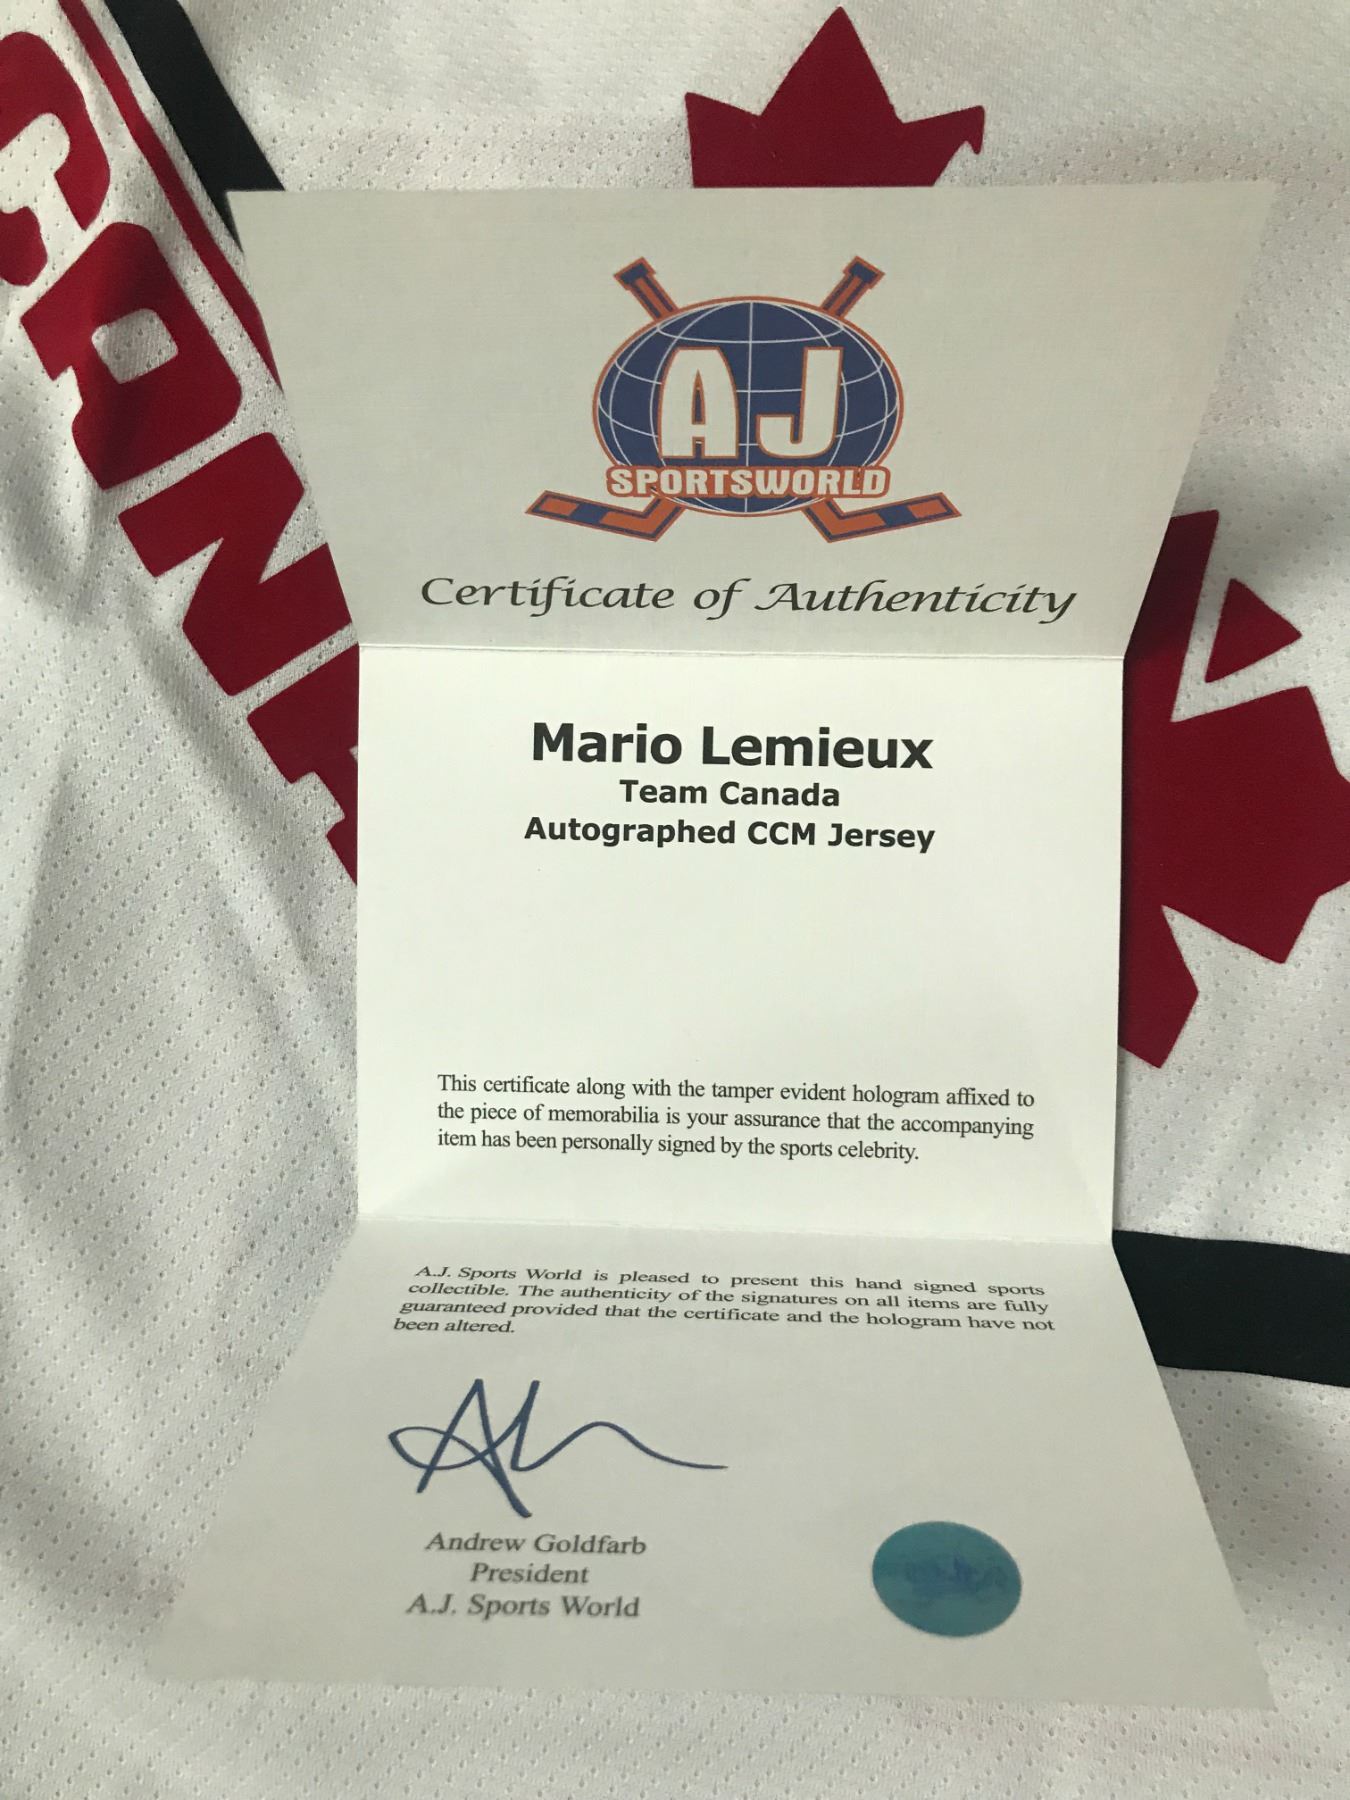 CANA
AJ
SPORTSWORLD
Certificate of Authenticity
Mario Lemieux
Team Canada
Autographed CCM Jersey
This certificate along with the tamper evident hologram affixed to
the piece of memorabilia is your assurance that the accompanying
item has been personally signed by the sports celebrity.
A.J. Sports World is pleased to present this hand signed sports
collectible. The authenticity of the signatures on all items are fully
guaranteed provided that the certificate and the hologram have not
been altered.
Andrew Goldfarb
President
A.J. Sports World